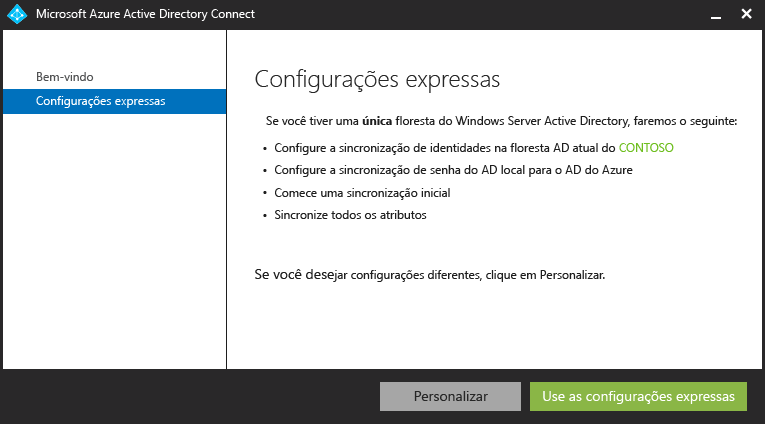 Microsoft Azure Active Directory Connect
Bem-vindo
Configurações expressas
Configurações expressas
Se você tiver uma única floresta do Windows Server Active Directory, faremos o seguinte:
• Configure a sincronização de identidades na floresta AD atual do CONTOSO
• Configure a sincronização de senha do AD local para o AD do Azure
• Comece uma sincronização inicial
• Sincronize todos os atributos
Se você desejar configurações diferentes, clique em Personalizar.
Personalizar
Use as configurações expressas